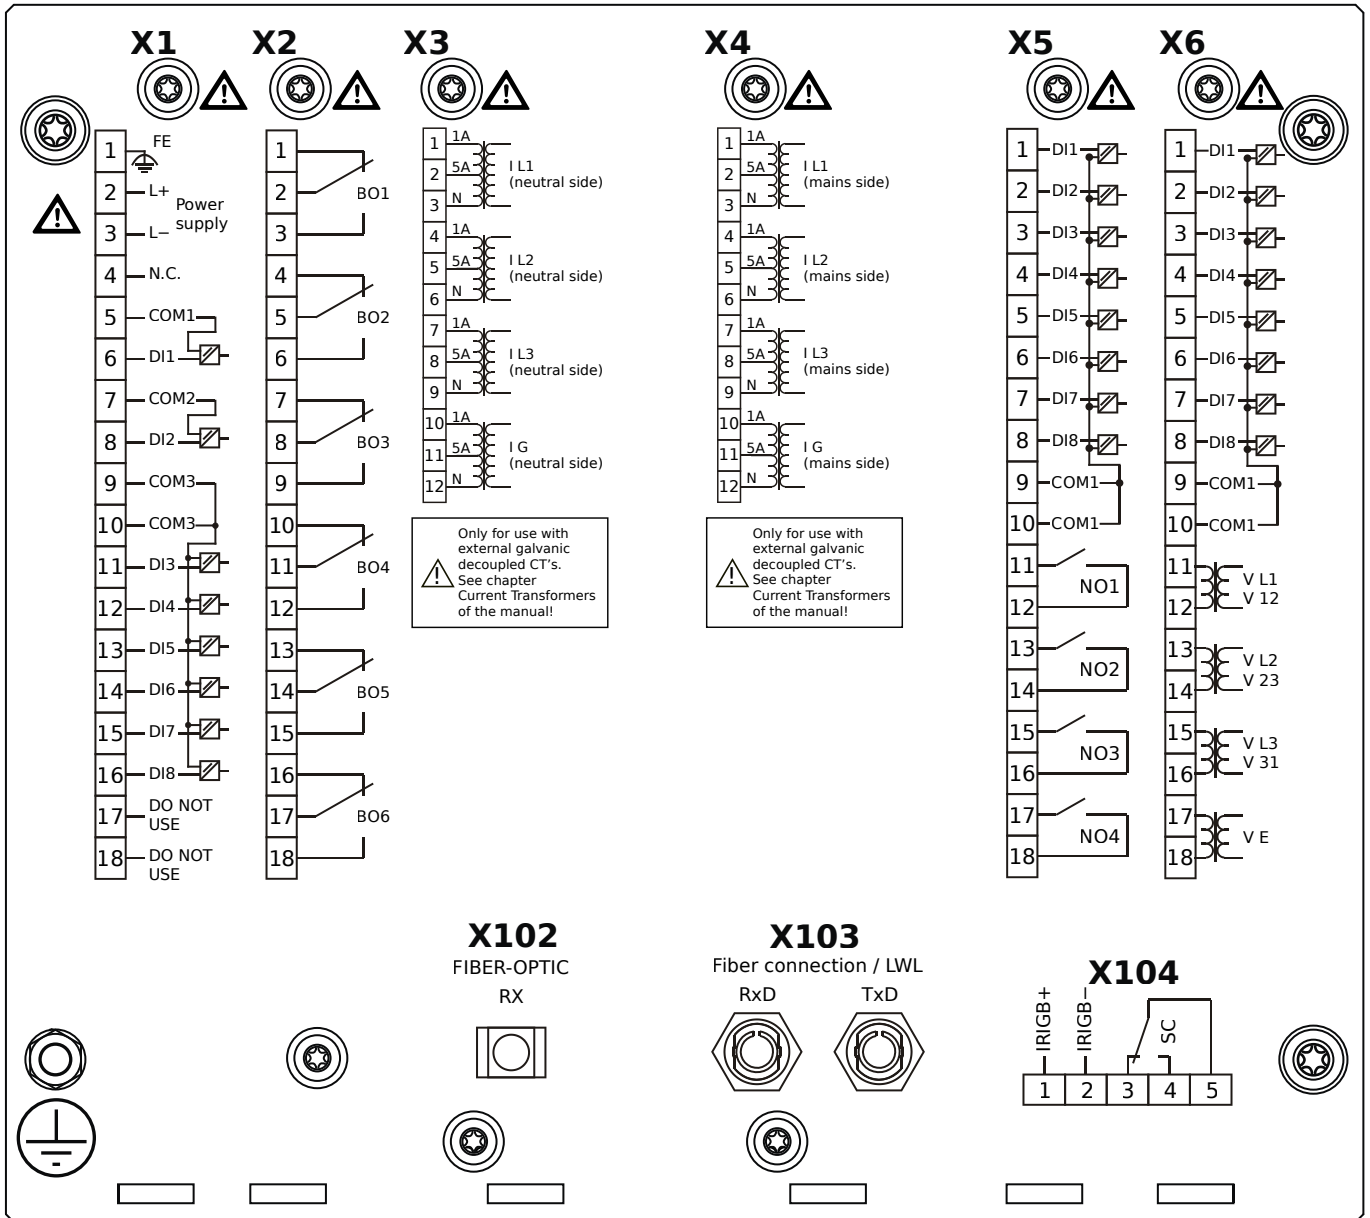 X1
1
FE
2
L+
Power
supply
3
L−
4
N.C.
5
COM1
6
DI1
7
COM2
8
DI2
9
COM3
10
COM3
11
DI3
12
DI4
13
DI5
14
DI6
15
DI7
16
DI8
17
DO NOT
USE
18
DO NOT
USE
X2
1
2
BO1
3
4
5
BO2
6
7
8
BO3
9
10
11
BO4
12
13
14
BO5
15
16
17
BO6
18
X3
1
1A
2
5A
3
N
I L1
(neutral side)
4
1A
5
5A
6
N
I L2
(neutral side)
7
1A
8
5A
9
N
I L3
(neutral side)
10
1A
11
5A
12
N
I G
(neutral side)
Only for use with
external galvanic
decoupled CT's.
See chapter
Current Transformers
of the manual!
X4
1
1A
2
5A
3
N
I L1
(mains side)
4
1A
5
5A
6
N
I L2
(mains side)
7
1A
8
5A
9
N
I L3
(mains side)
10
1A
11
5A
12
N
I G
(mains side)
Only for use with
external galvanic
decoupled CT's.
See chapter
Current Transformers
of the manual!
X5
1
DI1
2
DI2
3
DI3
4
DI4
5
DI5
6
DI6
7
DI7
8
DI8
9
COM1
10
COM1
11
NO1
12
13
NO2
14
15
NO3
16
17
NO4
18
X6
1
DI1
2
DI2
3
DI3
4
DI4
5
DI5
6
DI6
7
DI7
8
DI8
9
COM1
10
COM1
11
V L1
V 12
12
13
V L2
V 23
14
15
V L3
V 31
16
17
V E
18
X102
FIBER-OPTIC
RX
X103
Fiber connection / LWL
RxD
TxD
X104
IRIGB+
IRIGB−
SC
1
2
3
4
5